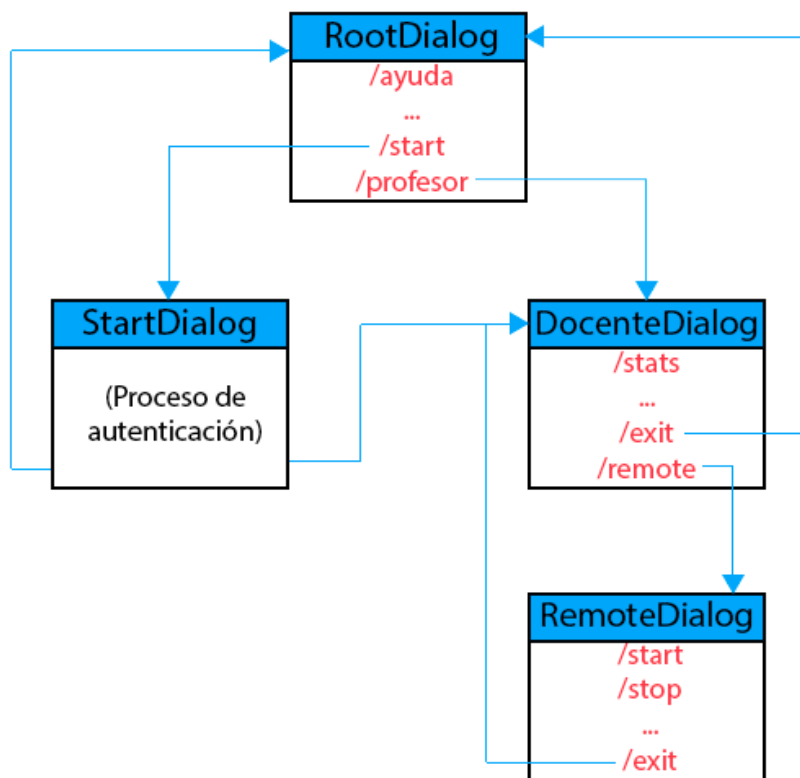 RootDialog
/ayuda
...
/start
/profesor
StartDialog
(Proceso de
autenticación)
DocenteDialog
/stats
...
/exit
/remote
RemoteDialog
/start
/stop
...
/exit